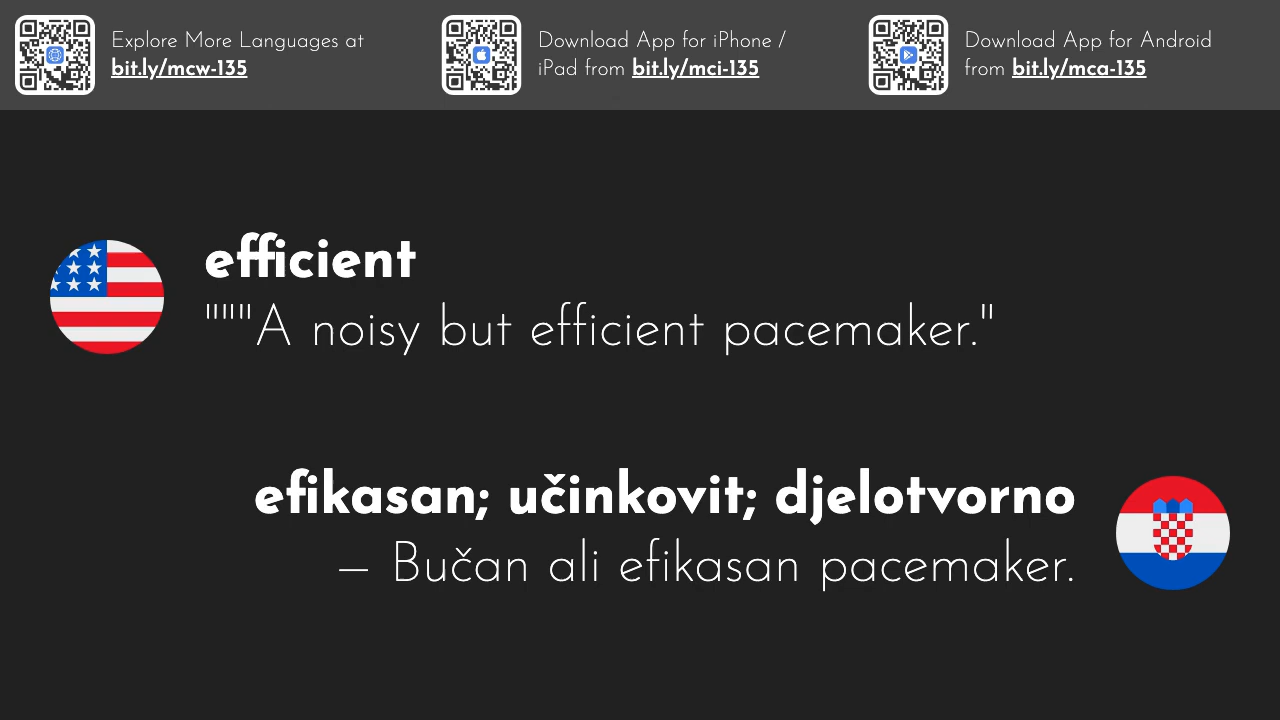 Explore More Languages at
bit.ly/mcw-135
Download App for iPhone /
iPad from bit.ly/mci-135
Download App for Android
from bit.ly/mca-135
efficient
"""A noisy but efficient pacemaker."
efikasan; učinkovit; djelotvorno
– Bučan ali efikasan pacemaker.